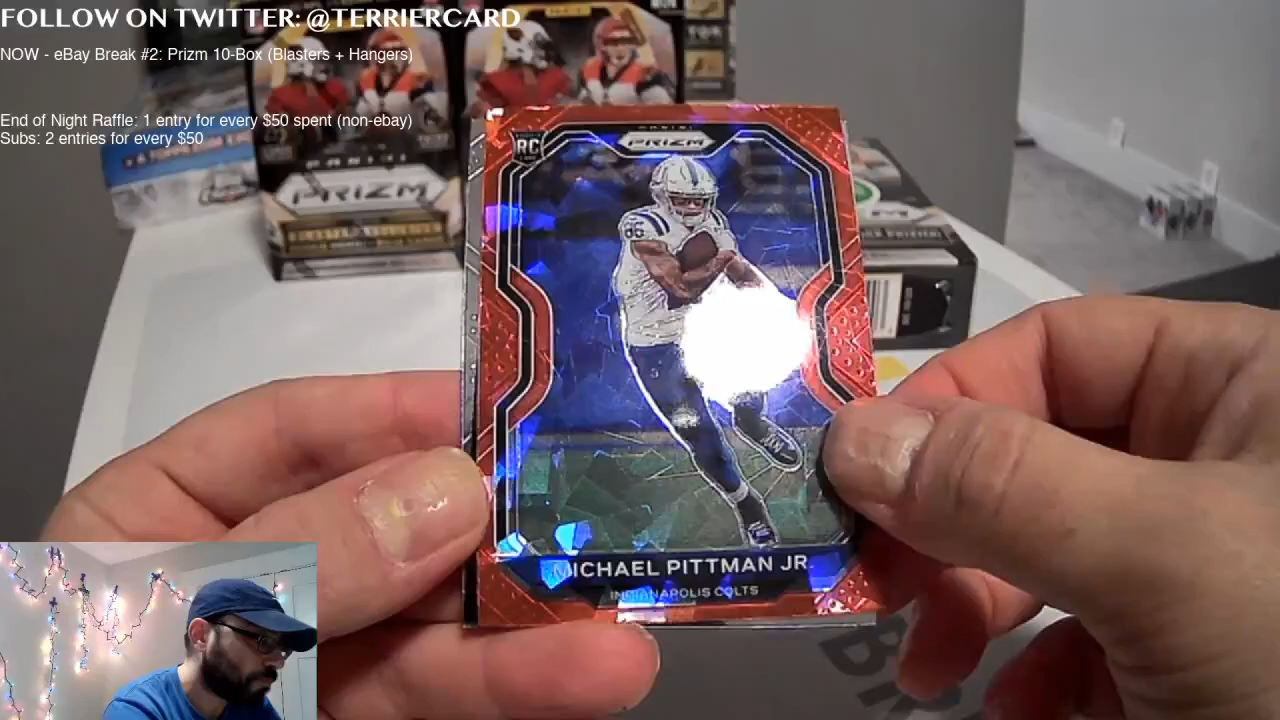 FOLLOW ON TWITTER: @TERRIERCARD
NOW - eBay Break #2: Prizm 10-Box (Blasters + Hangers)
End of Night Raffle: 1 entry for every $50 spent (non-ebay)
Subs: 2 entries for every $50
PANINI
PRIZM
RC
PANINI
PRIZM
86
MICHAEL PITTMAN JR.
INDIANAPOLIS COLTS